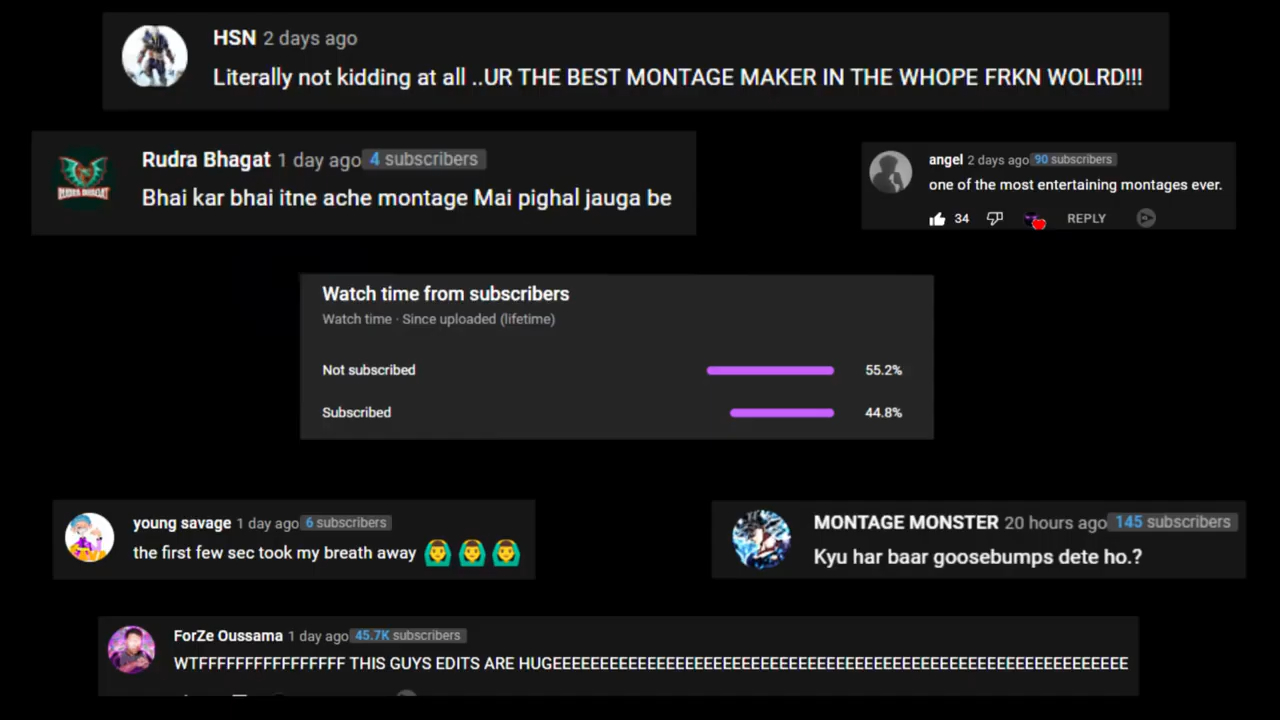 HSN 2 days ago
Literally not kidding at all ..UR THE BEST MONTAGE MAKER IN THE WHOPE FRKN WOLRD!!!
Rudra Bhagat 1 day ago 4 subscribers
Bhai kar bhai itne ache montage Mai pighal jauga be
RUDRA BHAGAT
angel 2 days ago 90 subscribers
one of the most entertaining montages ever.
34 REPLY
Watch time from subscribers
Watch time · Since uploaded (lifetime)
Not subscribed 55.2%
Subscribed 44.8%
young savage 1 day ago 6 subscribers
the first few sec took my breath away 🙆‍♂️ 🙆‍♂️ 🙆‍♂️
MONTAGE MONSTER 20 hours ago 145 subscribers
Kyu har baar goosebumps dete ho.?
ForZe Oussama 1 day ago 45.7K subscribers
WTFFFFFFFFFFFFFFFF THIS GUYS EDITS ARE HUGEEEEEEEEEEEEEEEEEEEEEEEEEEEEEEEEEEEEEEEEEEEEEEEEEEEEEEEEEEEE